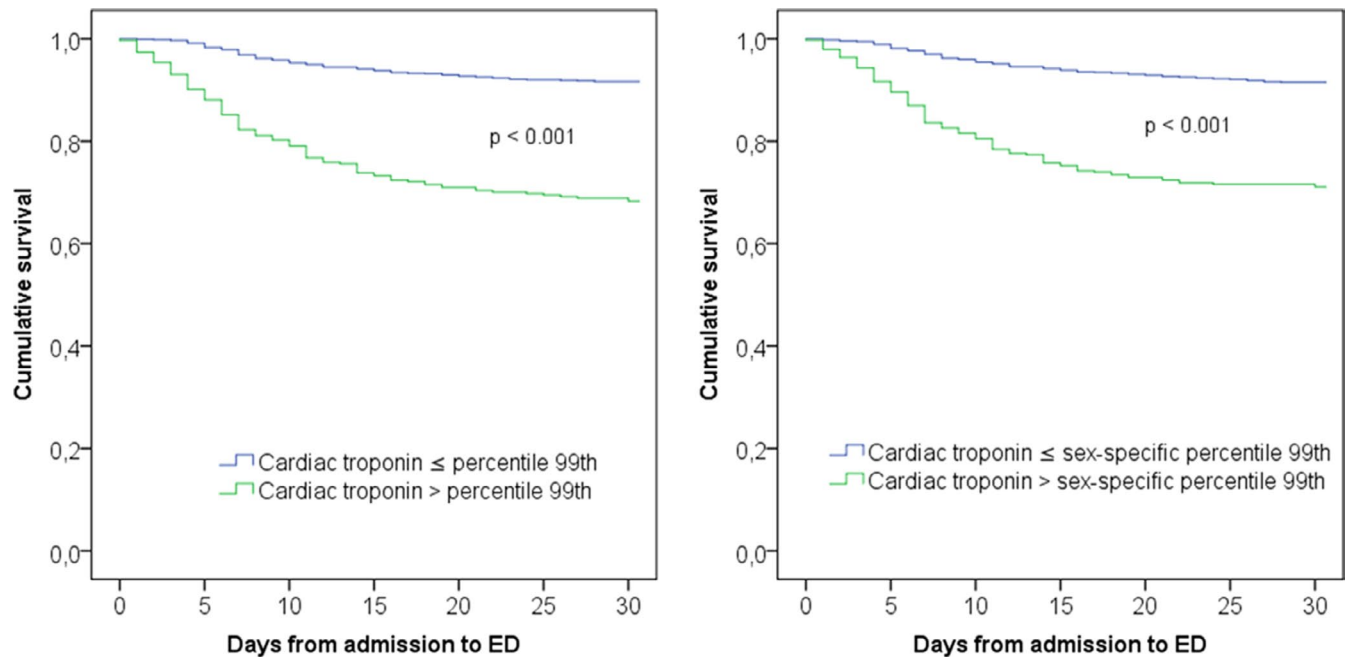 Cumulative survival
1,0
0,8
0,6
0,4
0,2
0,0
p < 0.001
Cardiac troponin ≤ percentile 99th
Cardiac troponin > percentile 99th
0 5 10 15 20 25 30
Days from admission to ED
Cumulative survival
1,0
0,8
0,6
0,4
0,2
0,0
p < 0.001
Cardiac troponin ≤ sex-specific percentile 99th
Cardiac troponin > sex-specific percentile 99th
0 5 10 15 20 25 30
Days from admission to ED